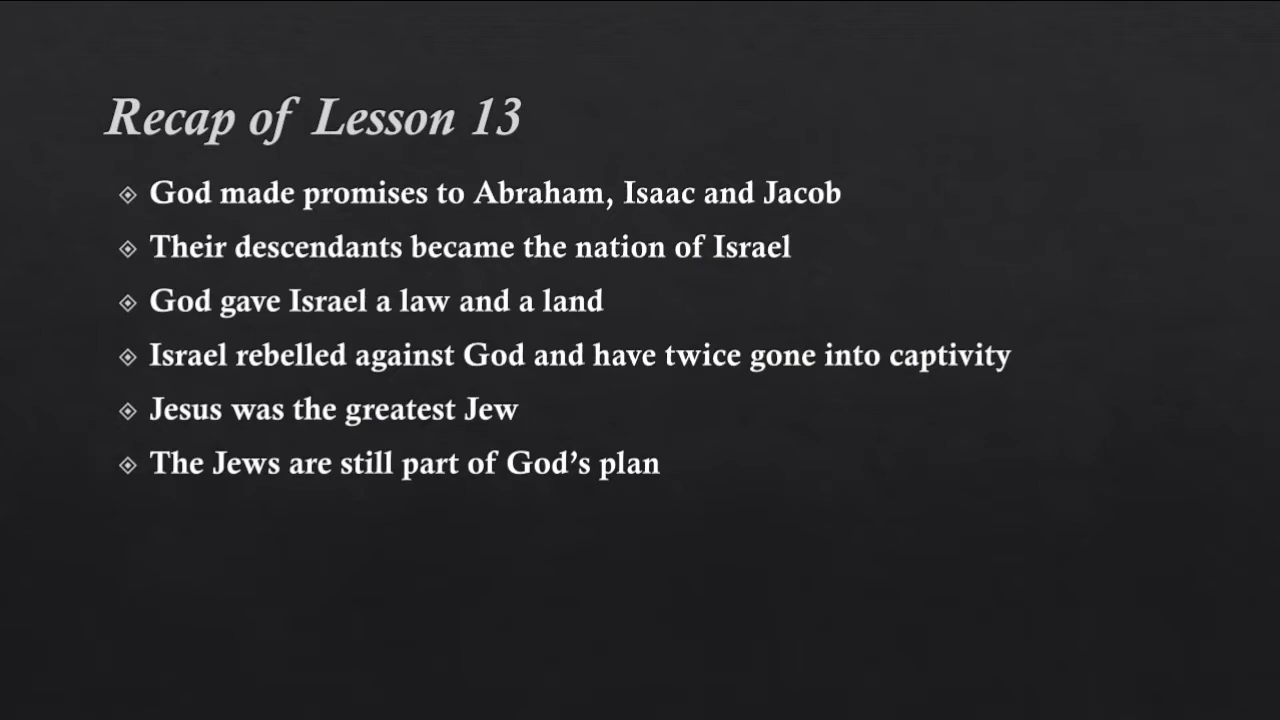 Recap of Lesson 13
God made promises to Abraham, Isaac and Jacob
Their descendants became the nation of Israel
God gave Israel a law and a land
Israel rebelled against God and have twice gone into captivity
Jesus was the greatest Jew
The Jews are still part of God’s plan